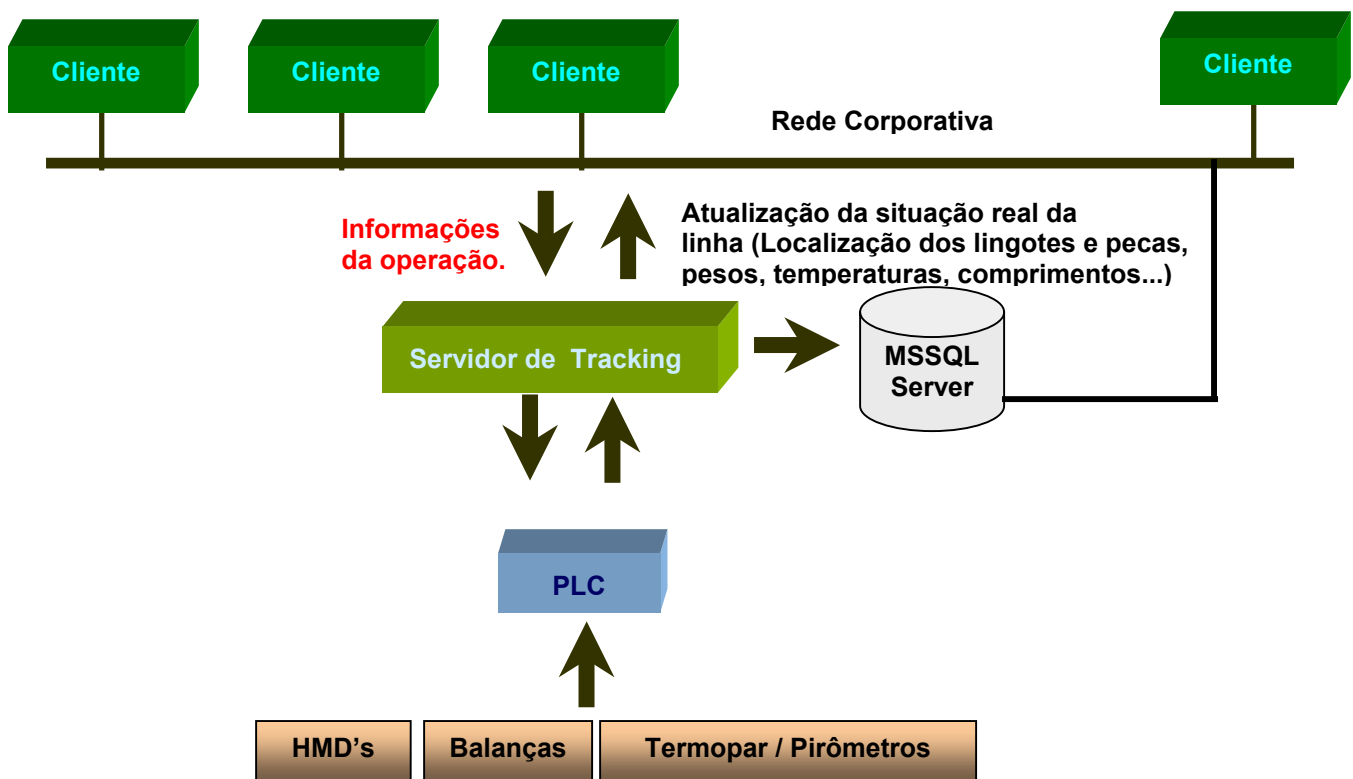 Cliente
Cliente
Cliente
Cliente
Rede Corporativa
Informações
da operação.
Atualização da situação real da
linha (Localização dos lingotes e pecas,
pesos, temperaturas, comprimentos...)
Servidor de Tracking
MSSQL
Server
PLC
HMD's
Balanças
Termopar / Pirômetros